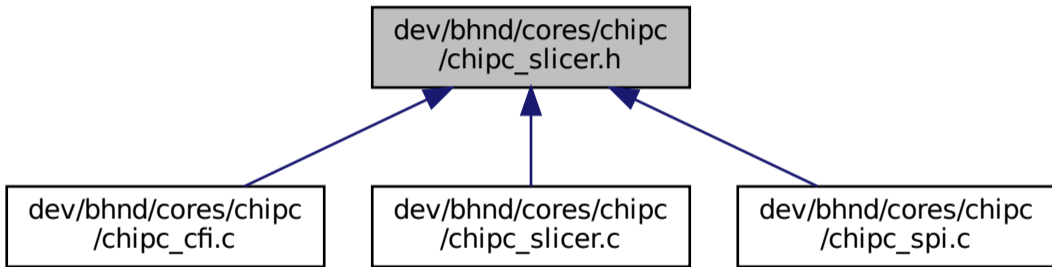 dev/bhnd/cores/chipc
/chipc_slicer.h
dev/bhnd/cores/chipc
/chipc_cfi.c
dev/bhnd/cores/chipc
/chipc_slicer.c
dev/bhnd/cores/chipc
/chipc_spi.c